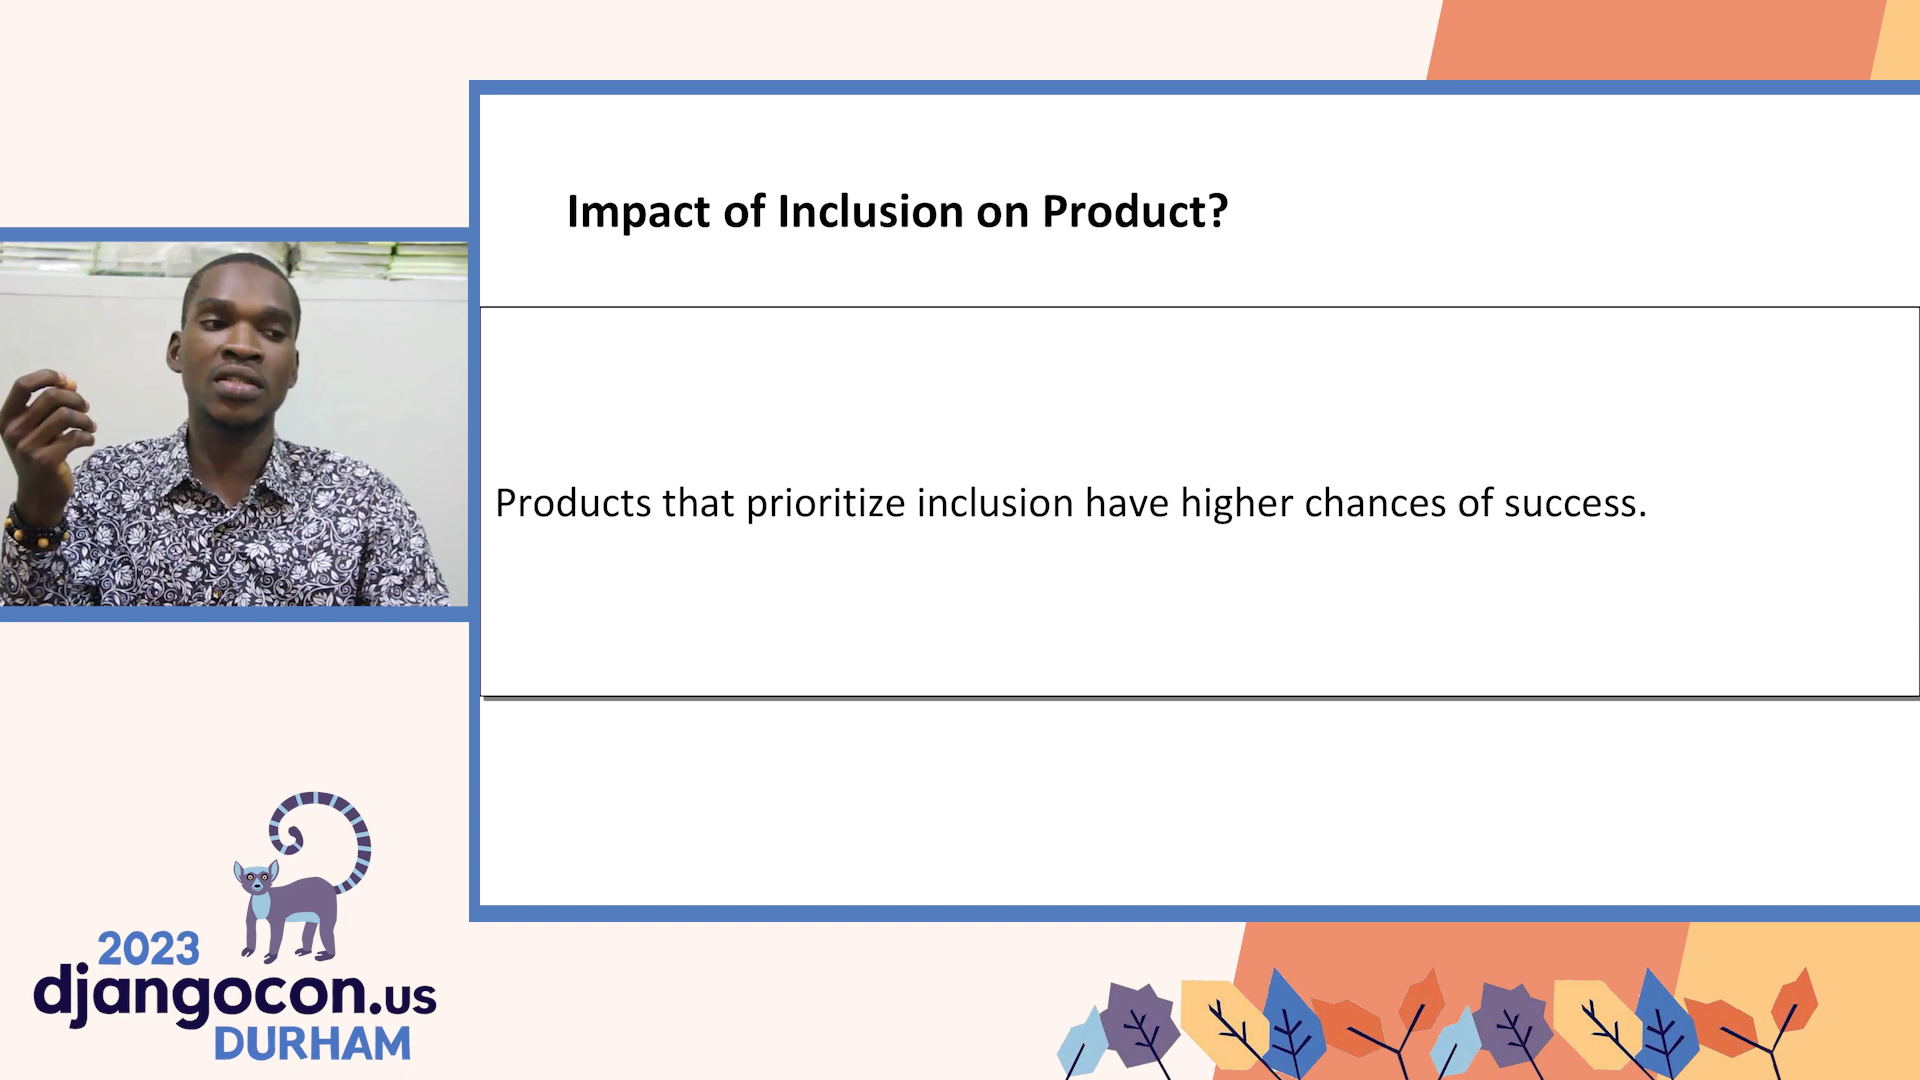 Impact of Inclusion on Product?
Products that prioritize inclusion have higher chances of success.
2023
djangocon.us
DURHAM